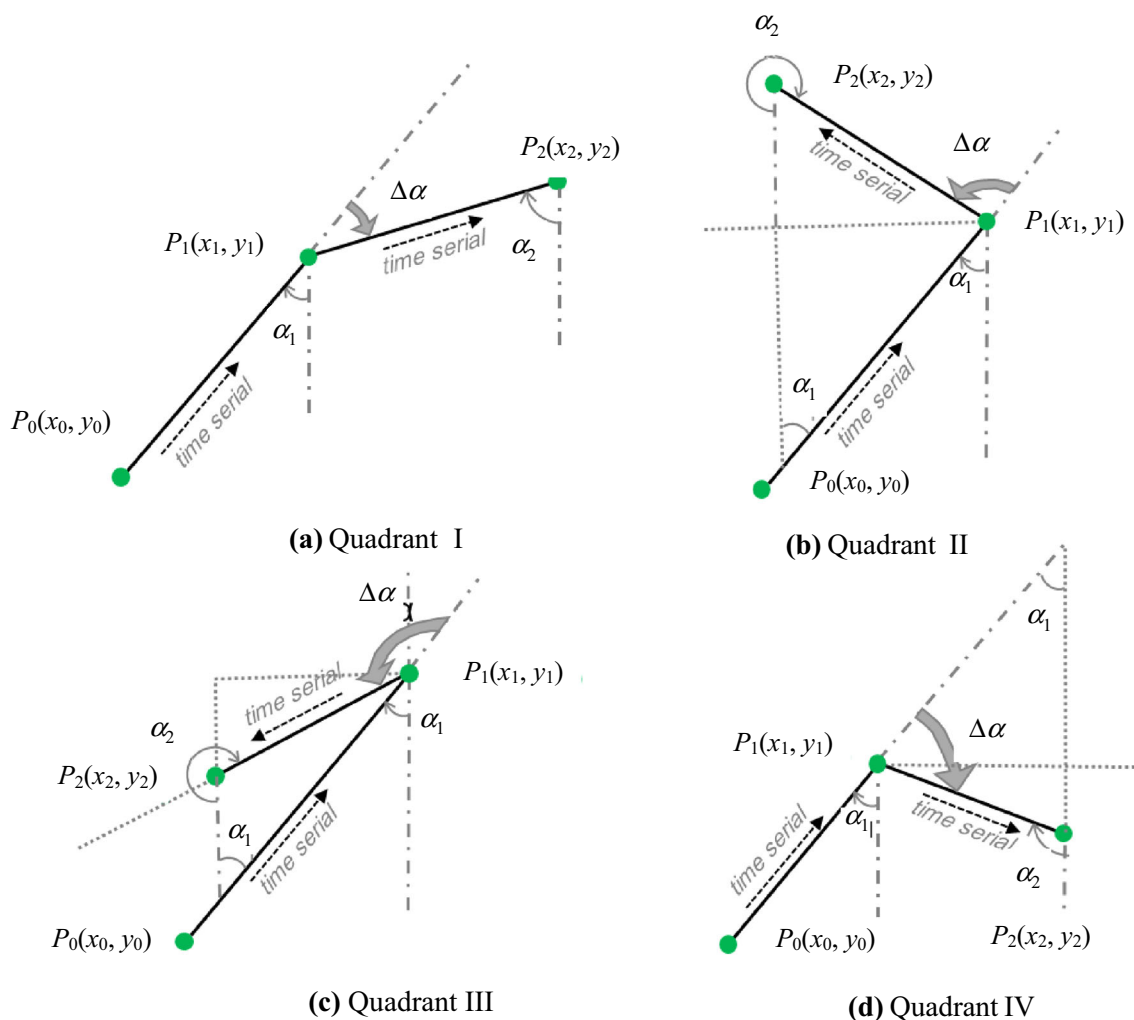 Δα
P₂(x₂, y₂)
P₁(x₁, y₁)
time serial
α₂
α₁
time serial
P₀(x₀, y₀)
(a) Quadrant I
α₂
P₂(x₂, y₂)
time serial
Δα
P₁(x₁, y₁)
α₁
α₁
time serial
P₀(x₀, y₀)
(b) Quadrant II
Δα
P₁(x₁, y₁)
time serial
α₂
α₁
P₂(x₂, y₂)
α₁
time serial
P₀(x₀, y₀)
(c) Quadrant III
α₁
Δα
P₁(x₁, y₁)
time serial
α₁|
time serial
α₂
P₀(x₀, y₀)
P₂(x₂, y₂)
(d) Quadrant IV